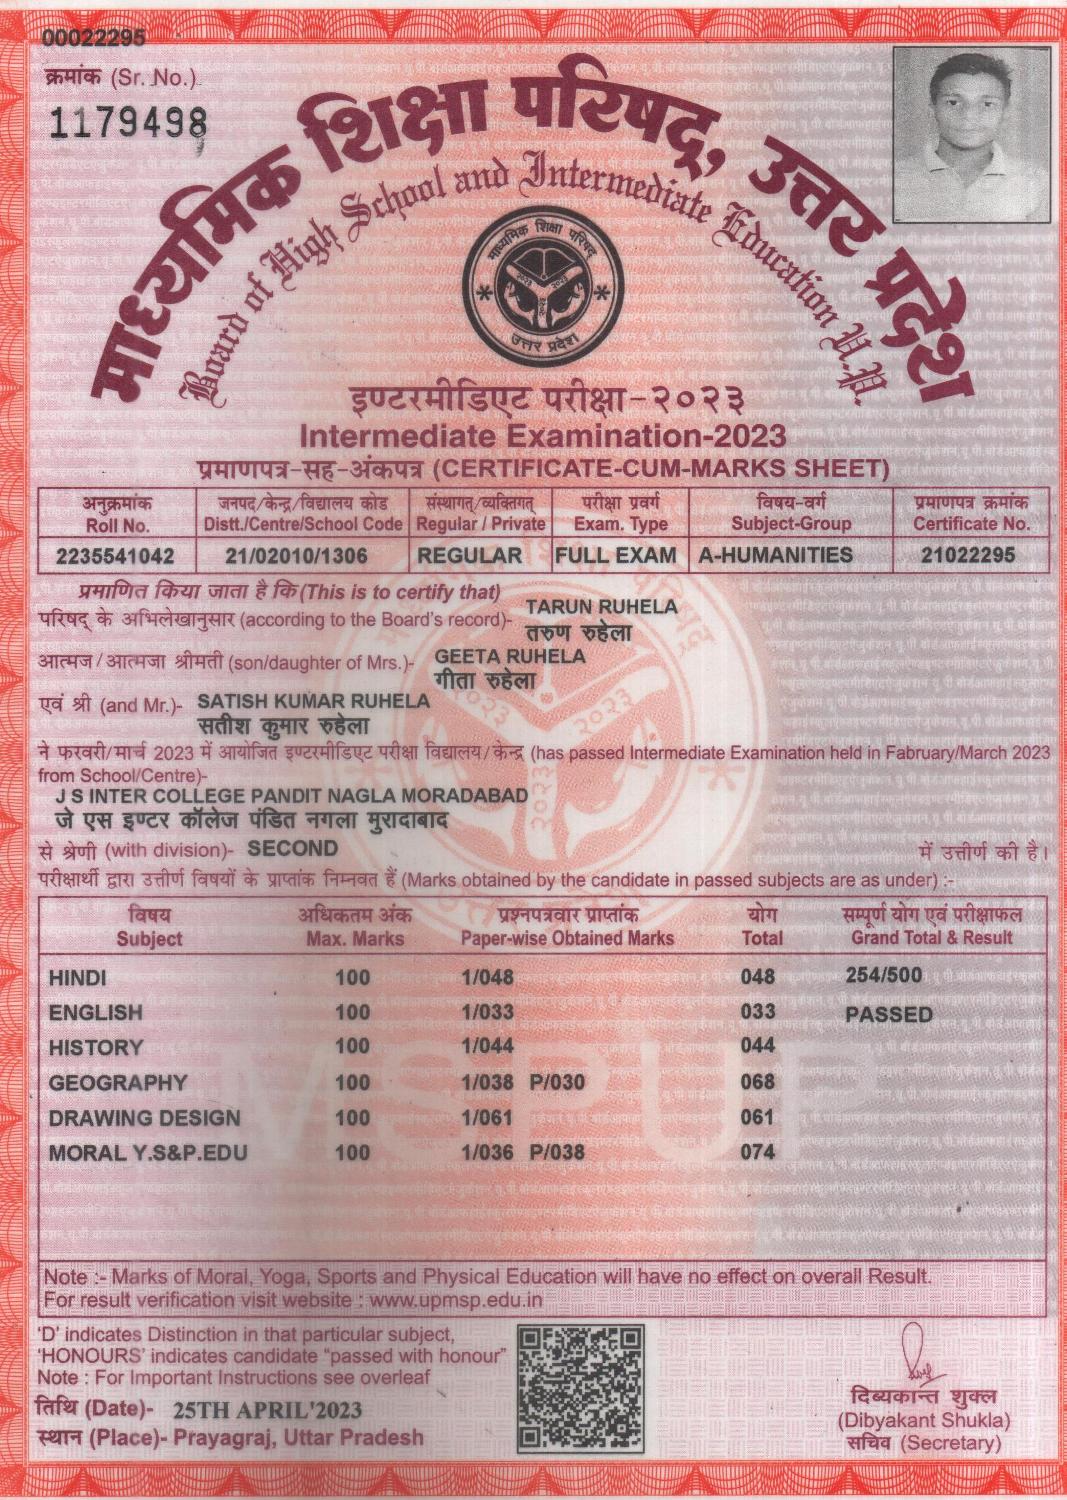 00022295
क्रमांक (Sr. No.)
1179498
माध्यमिक शिक्षा परिषद्, उत्तर प्रदेश
Board of High School and Intermediate Education U.P.
माध्यमिक शिक्षा परिषद
२०२३ २०२३
२०२३
उत्तर प्रदेश
इण्टरमीडिएट परीक्षा-२०२३
Intermediate Examination-2023
प्रमाणपत्र-सह-अंकपत्र (CERTIFICATE-CUM-MARKS SHEET)
अनुक्रमांक जनपद/केन्द्र/विद्यालय कोड संस्थागत्/व्यक्तिगत् परीक्षा प्रवर्ग विषय-वर्ग प्रमाणपत्र क्रमांक
Roll No. Distt./Centre/School Code Regular / Private Exam. Type Subject-Group Certificate No.
2235541042 21/02010/1306 REGULAR FULL EXAM A-HUMANITIES 21022295
प्रमाणित किया जाता है कि (This is to certify that)
TARUN RUHELA
परिषद् के अभिलेखानुसार (according to the Board's record)- तरुण रुहेला
आत्मज/आत्मजा श्रीमती (son/daughter of Mrs.)- GEETA RUHELA
गीता रुहेला
एवं श्री (and Mr.)- SATISH KUMAR RUHELA
सतीश कुमार रुहेला
ने फरवरी/मार्च 2023 में आयोजित इण्टरमीडिएट परीक्षा विद्यालय/केन्द्र (has passed Intermediate Examination held in Fabruary/March 2023
from School/Centre)-
J S INTER COLLEGE PANDIT NAGLA MORADABAD
जे एस इण्टर कॉलेज पंडित नगला मुरादाबाद
से श्रेणी (with division)- SECOND में उत्तीर्ण की है।
परीक्षार्थी द्वारा उत्तीर्ण विषयों के प्राप्तांक निम्नवत हैं (Marks obtained by the candidate in passed subjects are as under) :-
विषय अधिकतम अंक प्रश्नपत्रवार प्राप्तांक योग सम्पूर्ण योग एवं परीक्षाफल
Subject Max. Marks Paper-wise Obtained Marks Total Grand Total & Result
HINDI 100 1/048 048 254/500
ENGLISH 100 1/033 033 PASSED
HISTORY 100 1/044 044
GEOGRAPHY 100 1/038 P/030 068
DRAWING DESIGN 100 1/061 061
MORAL Y.S&P.EDU 100 1/036 P/038 074
MSPUP
Note :- Marks of Moral, Yoga, Sports and Physical Education will have no effect on overall Result.
For result verification visit website : www.upmsp.edu.in
'D' indicates Distinction in that particular subject,
'HONOURS' indicates candidate "passed with honour"
Note : For Important Instructions see overleaf
तिथि (Date)- 25TH APRIL'2023
स्थान (Place)- Prayagraj, Uttar Pradesh
दिब्यकान्त शुक्ल
(Dibyakant Shukla)
सचिव (Secretary)